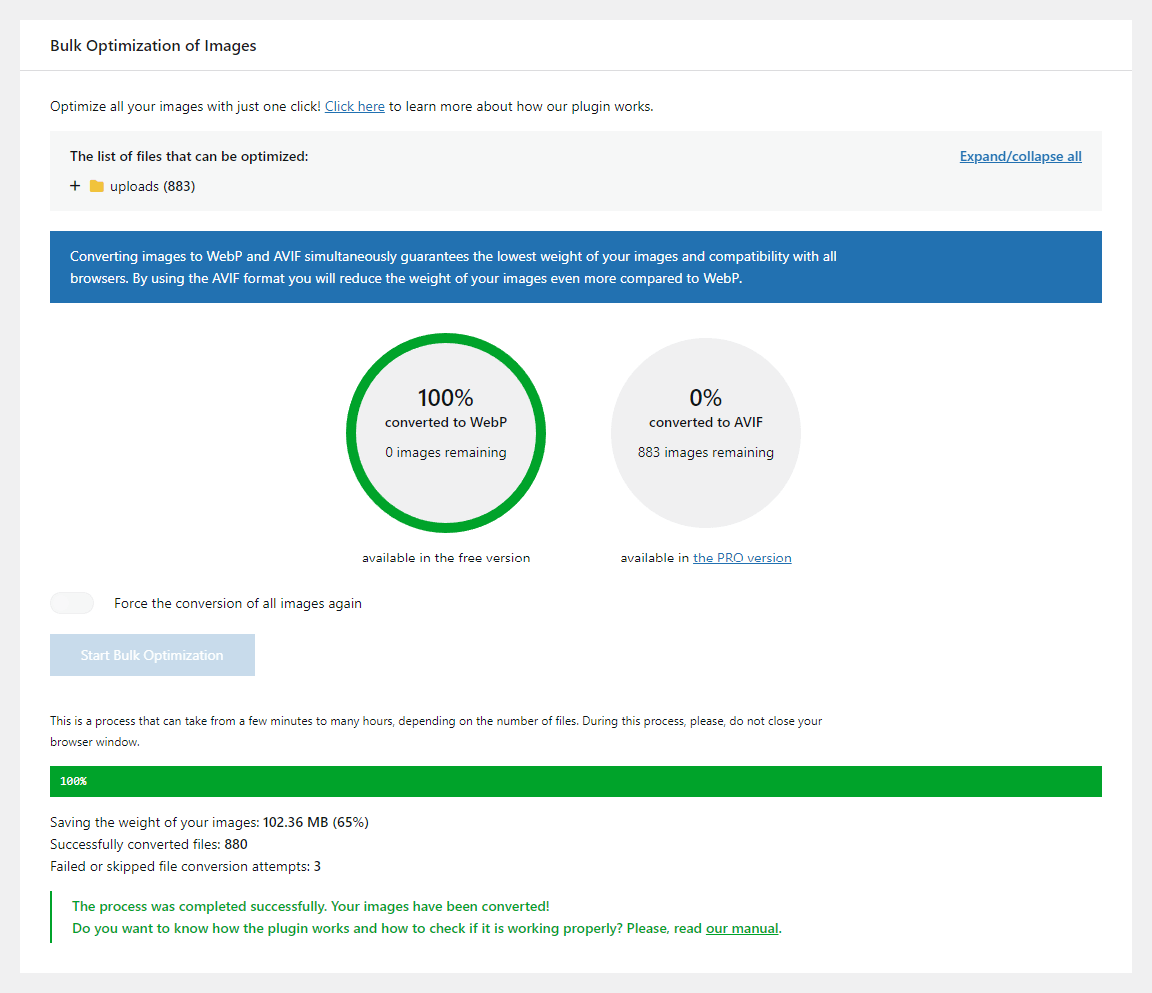 Bulk Optimization of Images
Optimize all your images with just one click! Click here to learn more about how our plugin works.
The list of files that can be optimized:
Expand/collapse all
+ uploads (883)
Converting images to WebP and AVIF simultaneously guarantees the lowest weight of your images and compatibility with all
browsers. By using the AVIF format you will reduce the weight of your images even more compared to WebP.
100%
converted to WebP
0 images remaining
available in the free version
0%
converted to AVIF
883 images remaining
available in the PRO version
Force the conversion of all images again
Start Bulk Optimization
This is a process that can take from a few minutes to many hours, depending on the number of files. During this process, please, do not close your
browser window.
100%
Saving the weight of your images: 102.36 MB (65%)
Successfully converted files: 880
Failed or skipped file conversion attempts: 3
The process was completed successfully. Your images have been converted!
Do you want to know how the plugin works and how to check if it is working properly? Please, read our manual.